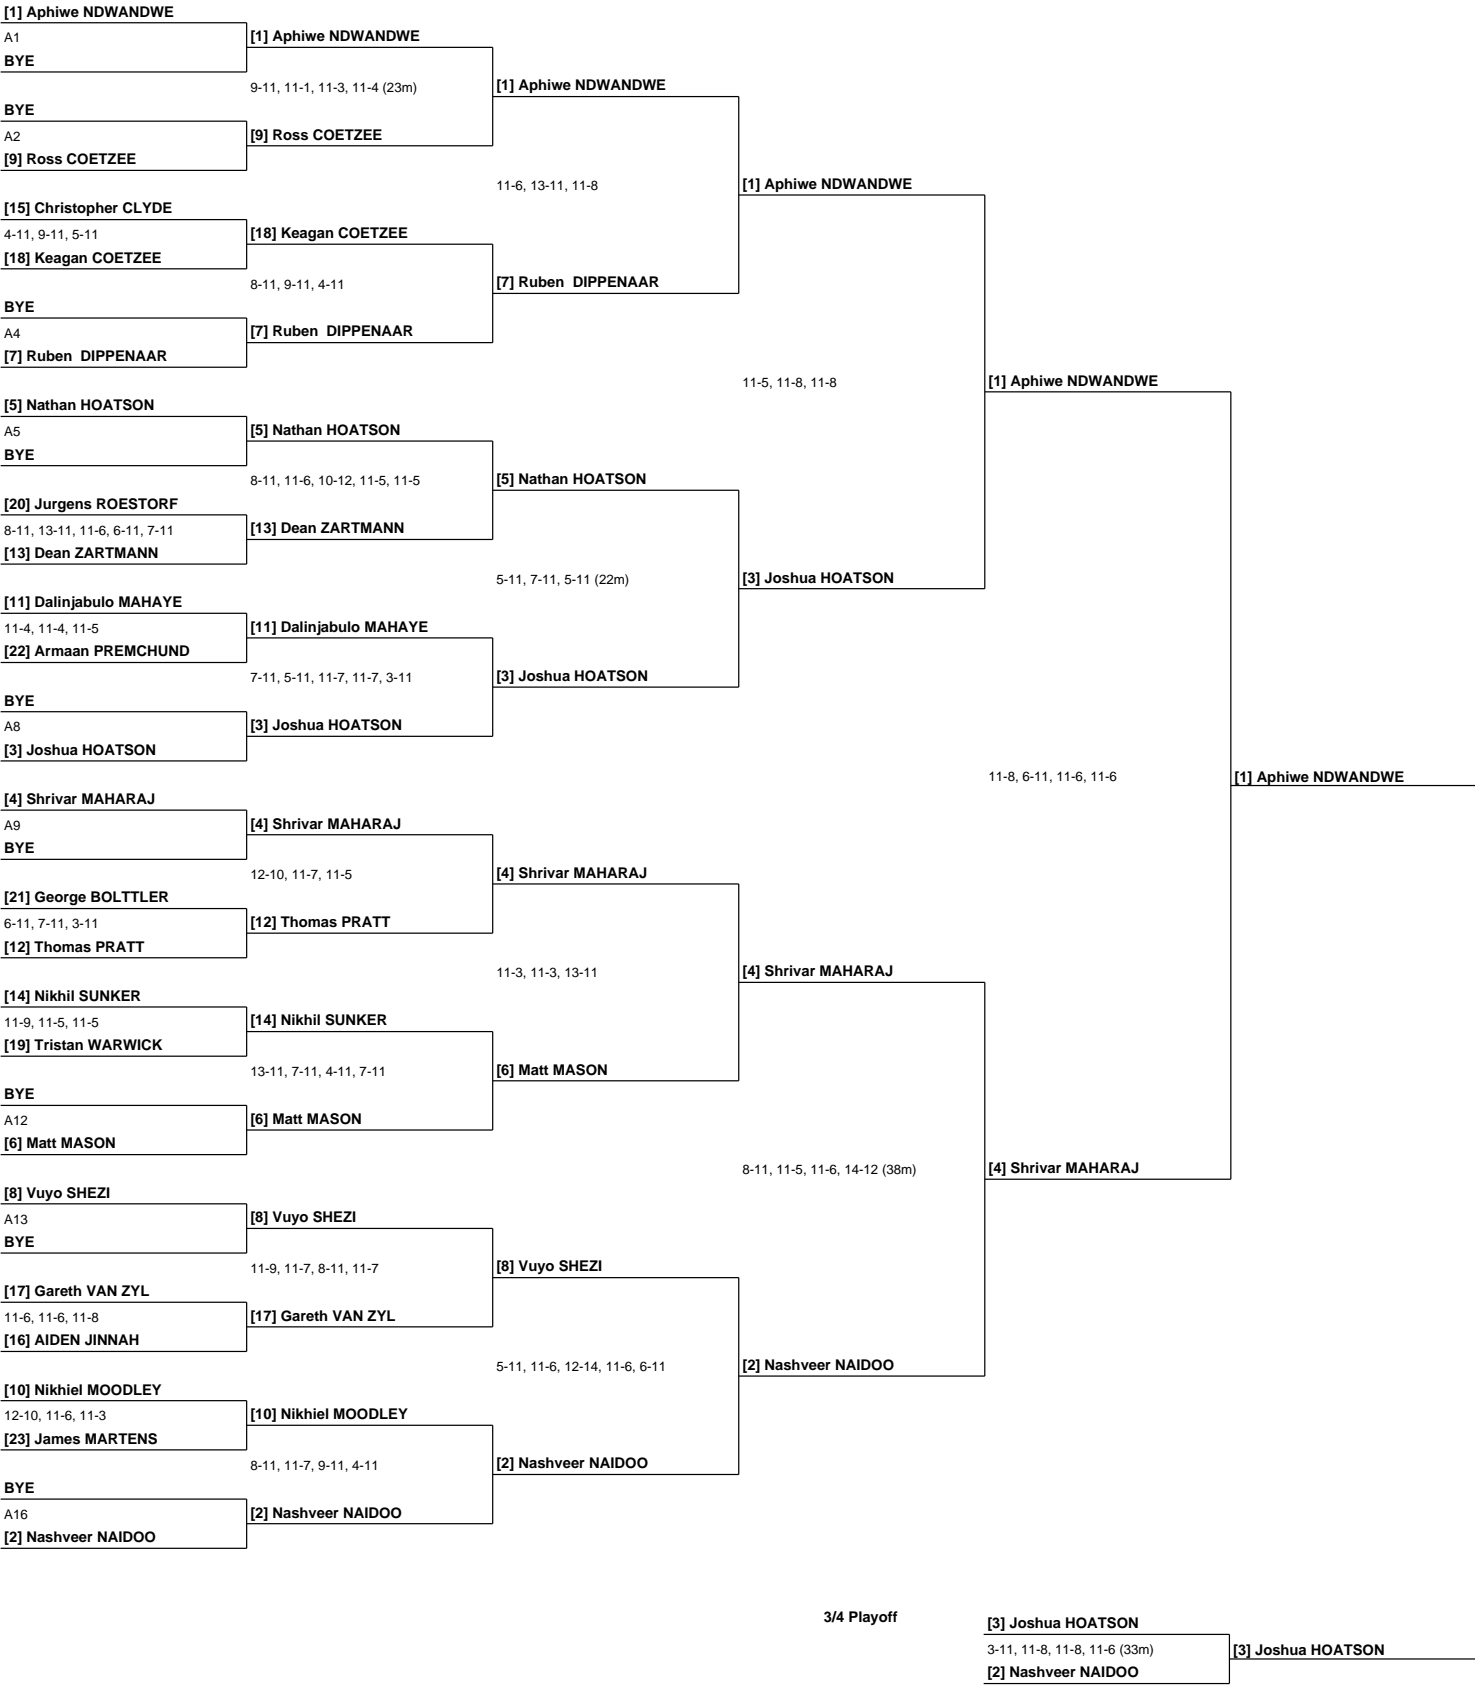 [1] Aphiwe NDWANDWE
A1
BYE
BYE
A2
[9] Ross COETZEE
[15] Christopher CLYDE
4-11, 9-11, 5-11
[18] Keagan COETZEE
BYE
A4
[7] Ruben  DIPPENAAR
[5] Nathan HOATSON
A5
BYE
[20] Jurgens ROESTORF
8-11, 13-11, 11-6, 6-11, 7-11
[13] Dean ZARTMANN
[11] Dalinjabulo MAHAYE
11-4, 11-4, 11-5
[22] Armaan PREMCHUND
BYE
A8
[3] Joshua HOATSON
[4] Shrivar MAHARAJ
A9
BYE
[21] George BOLTTLER
6-11, 7-11, 3-11
[12] Thomas PRATT
[14] Nikhil SUNKER
11-9, 11-5, 11-5
[19] Tristan WARWICK
BYE
A12
[6] Matt MASON
[8] Vuyo SHEZI
A13
BYE
[17] Gareth VAN ZYL
11-6, 11-6, 11-8
[16] AIDEN JINNAH
[10] Nikhiel MOODLEY
12-10, 11-6, 11-3
[23] James MARTENS
BYE
A16
[2] Nashveer NAIDOO
[1] Aphiwe NDWANDWE
9-11, 11-1, 11-3, 11-4 (23m)
[9] Ross COETZEE
[18] Keagan COETZEE
8-11, 9-11, 4-11
[7] Ruben  DIPPENAAR
[5] Nathan HOATSON
8-11, 11-6, 10-12, 11-5, 11-5
[13] Dean ZARTMANN
[11] Dalinjabulo MAHAYE
7-11, 5-11, 11-7, 11-7, 3-11
[3] Joshua HOATSON
[4] Shrivar MAHARAJ
12-10, 11-7, 11-5
[12] Thomas PRATT
[14] Nikhil SUNKER
13-11, 7-11, 4-11, 7-11
[6] Matt MASON
[8] Vuyo SHEZI
11-9, 11-7, 8-11, 11-7
[17] Gareth VAN ZYL
[10] Nikhiel MOODLEY
8-11, 11-7, 9-11, 4-11
[2] Nashveer NAIDOO
[1] Aphiwe NDWANDWE
11-6, 13-11, 11-8
[7] Ruben  DIPPENAAR
[5] Nathan HOATSON
5-11, 7-11, 5-11 (22m)
[3] Joshua HOATSON
[4] Shrivar MAHARAJ
11-3, 11-3, 13-11
[6] Matt MASON
[8] Vuyo SHEZI
5-11, 11-6, 12-14, 11-6, 6-11
[2] Nashveer NAIDOO
[1] Aphiwe NDWANDWE
11-5, 11-8, 11-8
[3] Joshua HOATSON
[4] Shrivar MAHARAJ
8-11, 11-5, 11-6, 14-12 (38m)
[2] Nashveer NAIDOO
[1] Aphiwe NDWANDWE
11-8, 6-11, 11-6, 11-6
[4] Shrivar MAHARAJ
[1] Aphiwe NDWANDWE
3/4 Playoff
[3] Joshua HOATSON
3-11, 11-8, 11-8, 11-6 (33m)
[2] Nashveer NAIDOO
[3] Joshua HOATSON